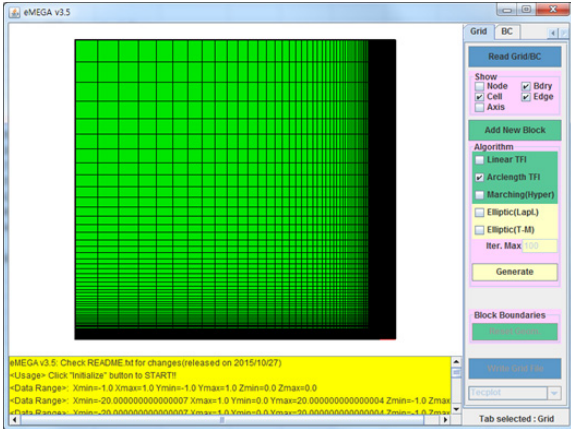 eMEGA v3.5
Grid
BC
Read Grid/BC
Show
Node
Bdry
Cell
Edge
Axis
Add New Block
Algorithm
Linear TFI
Arclength TFI
Marching(Hyper)
Elliptic(Lapl.)
Elliptic(T-M)
Iter. Max 100
Generate
Block Boundaries
Write Grid File
Tecplot
eMEGA v3.5: Check README.txt for changes(released on 2015/10/27)
<Usage> Click "Initialize" button to START!!
<Data Range>: Xmin=-1.0 Xmax=1.0 Ymin=-1.0 Ymax=1.0 Zmin=0.0 Zmax=0.0
<Data Range>: Xmin=-20.000000000000007 Xmax=1.0 Ymin=0.0 Ymax=20.000000000000004 Zmin=-1.0 Zmax
Tab selected : Grid